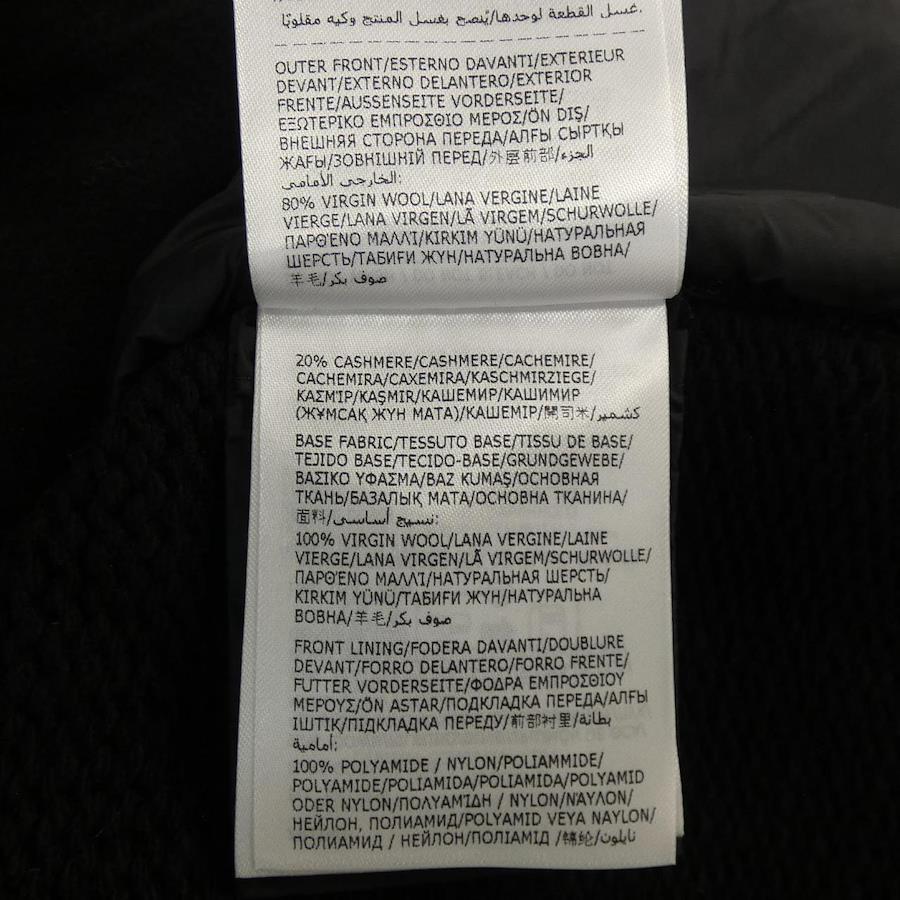 غسل القطعة لوحدها/يُنصح بغسل المنتج وكيه مقلوبًا.
OUTER FRONT/ESTERNO DAVANTI/EXTERIEUR
DEVANT/EXTERNO DELANTERO/EXTERIOR
FRENTE/AUSSENSEITE VORDERSEITE/
ΕΞΩΤΕΡΙΚΟ ΕΜΠΡΟΣΘΙΟ ΜΕΡΟΣ/ÖN DIŞ/
ВНЕШНЯЯ СТОРОНА ПЕРЕДА/АЛҒЫ СЫРТҚЫ
ЖАҒЫ/ЗОВНІШНІЙ ПЕРЕД/外层前部/الجزء
الخارجي الأمامي:
80% VIRGIN WOOL/LANA VERGINE/LAINE
VIERGE/LANA VIRGEN/LÃ VIRGEM/SCHURWOLLE/
ΠΑΡΘΈΝΟ ΜΑΛΛΊ/KIRKIM YÜNÜ/НАТУРАЛЬНАЯ
ШЕРСТЬ/ТАБИҒИ ЖҮН/НАТУРАЛЬНА ВОВНА/
羊毛/صوف بكر
20% CASHMERE/CASHMERE/CACHEMIRE/
CACHEMIRA/CAXEMIRA/KASCHMIRZIEGE/
ΚΑΣΜΊΡ/KAŞMİR/КАШЕМИР/КАШИМИР
(ЖҰМСАҚ ЖҮН МАТА)/КАШЕМІР/開司米/كشمير
BASE FABRIC/TESSUTO BASE/TISSU DE BASE/
TEJIDO BASE/TECIDO-BASE/GRUNDGEWEBE/
ΒΑΣΙΚΟ ΥΦΑΣΜΑ/BAZ KUMAŞ/ОСНОВНАЯ
ТКАНЬ/БАЗАЛЫҚ МАТА/ОСНОВНА ТКАНИНА/
面料/نسيج أساسي:
100% VIRGIN WOOL/LANA VERGINE/LAINE
VIERGE/LANA VIRGEN/LÃ VIRGEM/SCHURWOLLE/
ΠΑΡΘΈΝΟ ΜΑΛΛΊ/НАТУРАЛЬНАЯ ШЕРСТЬ/
KIRKIM YÜNÜ/ТАБИҒИ ЖҮН/НАТУРАЛЬНА
ВОВНА/羊毛/صوف بكر
FRONT LINING/FODERA DAVANTI/DOUBLURE
DEVANT/FORRO DELANTERO/FORRO FRENTE/
FUTTER VORDERSEITE/ΦΟΔΡΑ ΕΜΠΡΟΣΘΙΟΥ
ΜΕΡΟΥΣ/ÖN ASTAR/ПОДКЛАДКА ПЕРЕДА/АЛҒЫ
ІШТІК/ПІДКЛАДКА ПЕРЕДУ/前部衬里/بطانة
أمامية:
100% POLYAMIDE / NYLON/POLIAMMIDE/
POLYAMIDE/POLIAMIDA/POLIAMIDA/POLYAMID
ODER NYLON/ΠΟΛΥΑΜΊΔΗ / NYLON/ΝΆΥΛΟΝ/
НЕЙЛОН, ПОЛИАМИД/POLYAMID VEYA NAYLON/
ПОЛИАМИД / НЕЙЛОН/ПОЛІАМІД /锦纶/نايلون